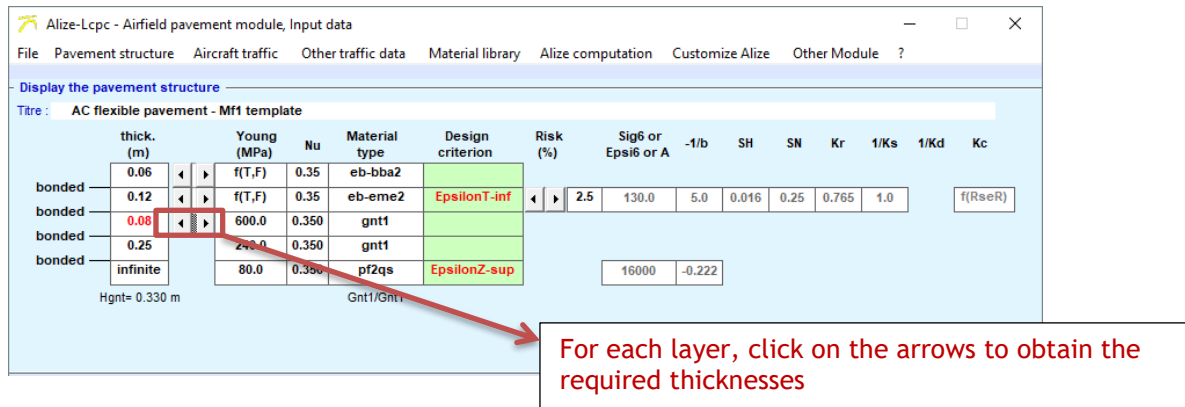 Alize-Lcpc - Airfield pavement module, Input data
File Pavement structure Aircraft traffic Other traffic data Material library Alize computation Customize Alize Other Module ?
Display the pavement structure
Titre : AC flexible pavement - Mf1 template
thick. (m) Young (MPa) Nu Material type Design criterion Risk (%) Sig6 or Epsi6 or A -1/b SH SN Kr 1/Ks 1/Kd Kc
0.06 f(T,F) 0.35 eb-bba2
bonded
0.12 f(T,F) 0.35 eb-eme2 EpsilonT-inf 2.5 130.0 5.0 0.016 0.25 0.765 1.0 f(RseR)
bonded
0.08 600.0 0.350 gnt1
bonded
0.25 240.0 0.350 gnt1
bonded
infinite 80.0 0.350 pf2qs EpsilonZ-sup 16000 -0.222
Hgnt= 0.330 m Gnt1/Gnt1
For each layer, click on the arrows to obtain the
required thicknesses